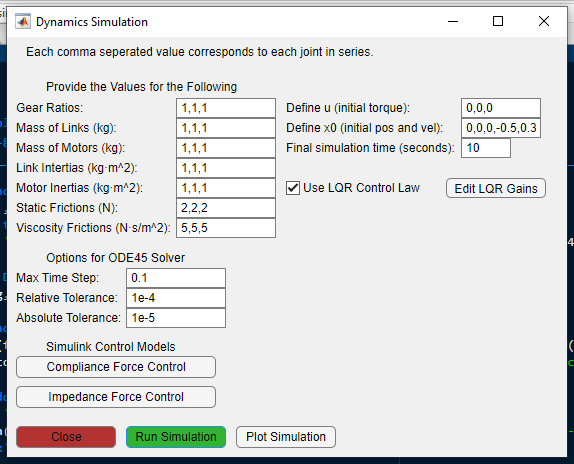 Dynamics Simulation
Each comma seperated value corresponds to each joint in series.
Provide the Values for the Following
Gear Ratios: 1,1,1 Define u (initial torque): 0,0,0
Mass of Links (kg): 1,1,1 Define x0 (initial pos and vel): 0,0,0,-0.5,0.3
Mass of Motors (kg): 1,1,1 Final simulation time (seconds): 10
Link Intertias (kg·m^2): 1,1,1
Motor Inertias (kg·m^2): 1,1,1 Use LQR Control Law Edit LQR Gains
Static Frictions (N): 2,2,2
Viscosity Frictions (N·s/m^2): 5,5,5
Options for ODE45 Solver
Max Time Step: 0.1
Relative Tolerance: 1e-4
Absolute Tolerance: 1e-5
Simulink Control Models
Compliance Force Control
Impedance Force Control
Close Run Simulation Plot Simulation